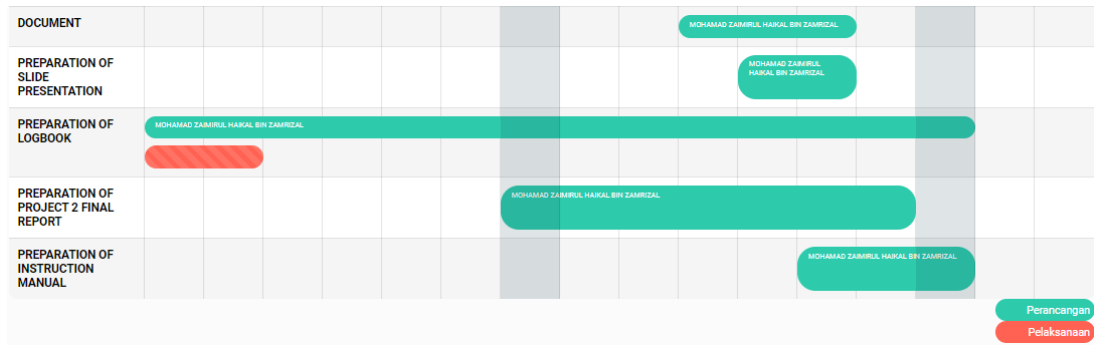 DOCUMENT
MOHAMAD ZAIMIRUL HAIKAL BIN ZAMRIZAL
PREPARATION OF
SLIDE
PRESENTATION
MOHAMAD ZAIMIRUL
HAIKAL BIN ZAMRIZAL
PREPARATION OF
LOGBOOK
MOHAMAD ZAIMIRUL HAIKAL BIN ZAMRIZAL
PREPARATION OF
PROJECT 2 FINAL
REPORT
MOHAMAD ZAIMIRUL HAIKAL BIN ZAMRIZAL
PREPARATION OF
INSTRUCTION
MANUAL
MOHAMAD ZAIMIRUL HAIKAL BIN ZAMRIZAL
Perancangan
Pelaksanaan